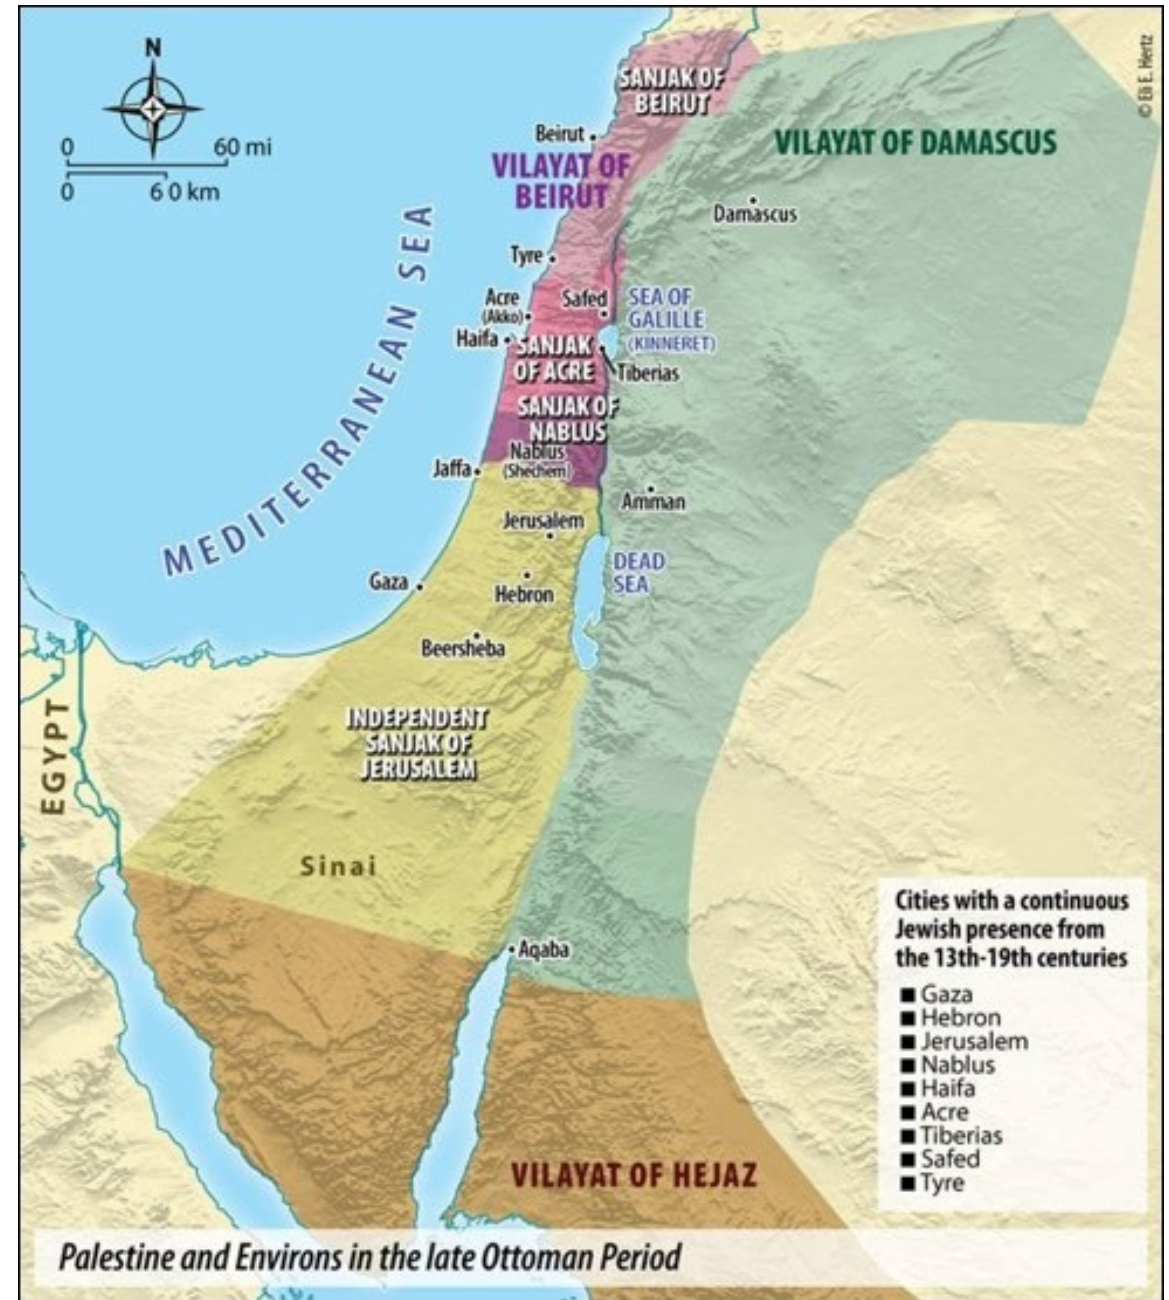 N
0 60 mi
0 60 km
© Eli E. Hertz
SANJAK OF
BEIRUT
Beirut
VILAYAT OF
BEIRUT
VILAYAT OF DAMASCUS
Damascus
MEDITERRANEAN SEA
Tyre
Acre
(Akko)
Safed
SEA OF
GALILLE
(KINNERET)
Haifa
SANJAK
OF ACRE
Tiberias
SANJAK OF
NABLUS
Nablus
(Shechem)
Jaffa
Amman
Jerusalem
DEAD
SEA
Gaza
Hebron
Beersheba
EGYPT
INDEPENDENT
SANJAK OF
JERUSALEM
Sinai
Aqaba
Cities with a continuous
Jewish presence from
the 13th-19th centuries
Gaza
Hebron
Jerusalem
Nablus
Haifa
Acre
Tiberias
Safed
Tyre
VILAYAT OF HEJAZ
Palestine and Environs in the late Ottoman Period